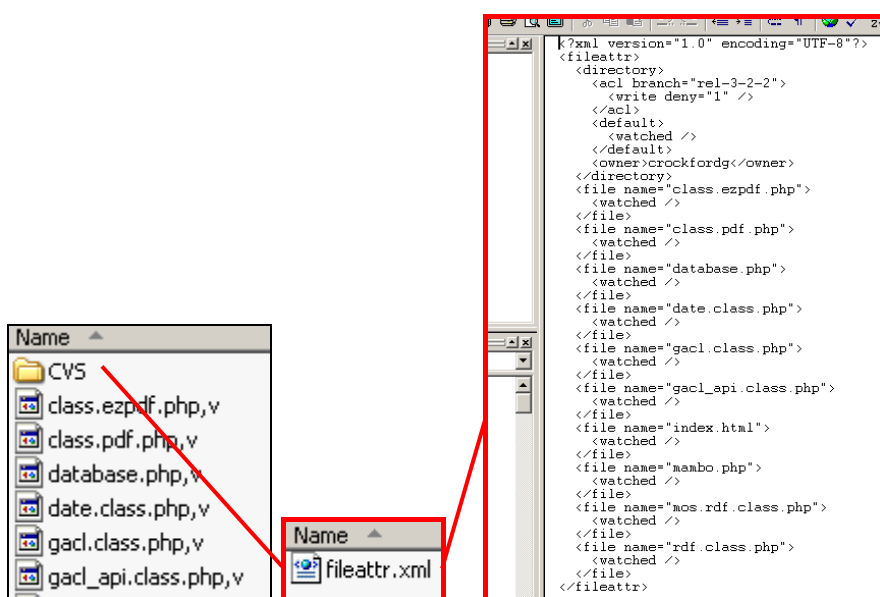 Name
CVS
class.ezpdf.php,v
class.pdf.php,v
database.php,v
date.class.php,v
gacl.class.php,v
gacl_api.class.php,v
Name
fileattr.xml
<?xml version="1.0" encoding="UTF-8"?>
<fileattr>
  <directory>
    <acl branch="rel-3-2-2">
      <write deny="1" />
    </acl>
    <default>
      <watched />
    </default>
    <owner>crockfordg</owner>
  </directory>
  <file name="class.ezpdf.php">
    <watched />
  </file>
  <file name="class.pdf.php">
    <watched />
  </file>
  <file name="database.php">
    <watched />
  </file>
  <file name="date.class.php">
    <watched />
  </file>
  <file name="gacl.class.php">
    <watched />
  </file>
  <file name="gacl_api.class.php">
    <watched />
  </file>
  <file name="index.html">
    <watched />
  </file>
  <file name="mambo.php">
    <watched />
  </file>
  <file name="mos.rdf.class.php">
    <watched />
  </file>
  <file name="rdf.class.php">
    <watched />
  </file>
</fileattr>